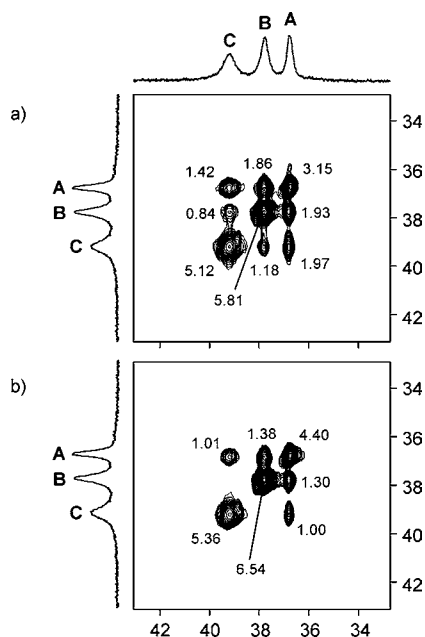 C B A
a)
A
B
C
1.42 1.86 3.15
0.84 1.93
5.12 1.18 1.97
5.81
34
36
38
40
42
b)
A
B
C
1.01 1.38 4.40
1.30
5.36 1.00
6.54
34
36
38
40
42
42 40 38 36 34